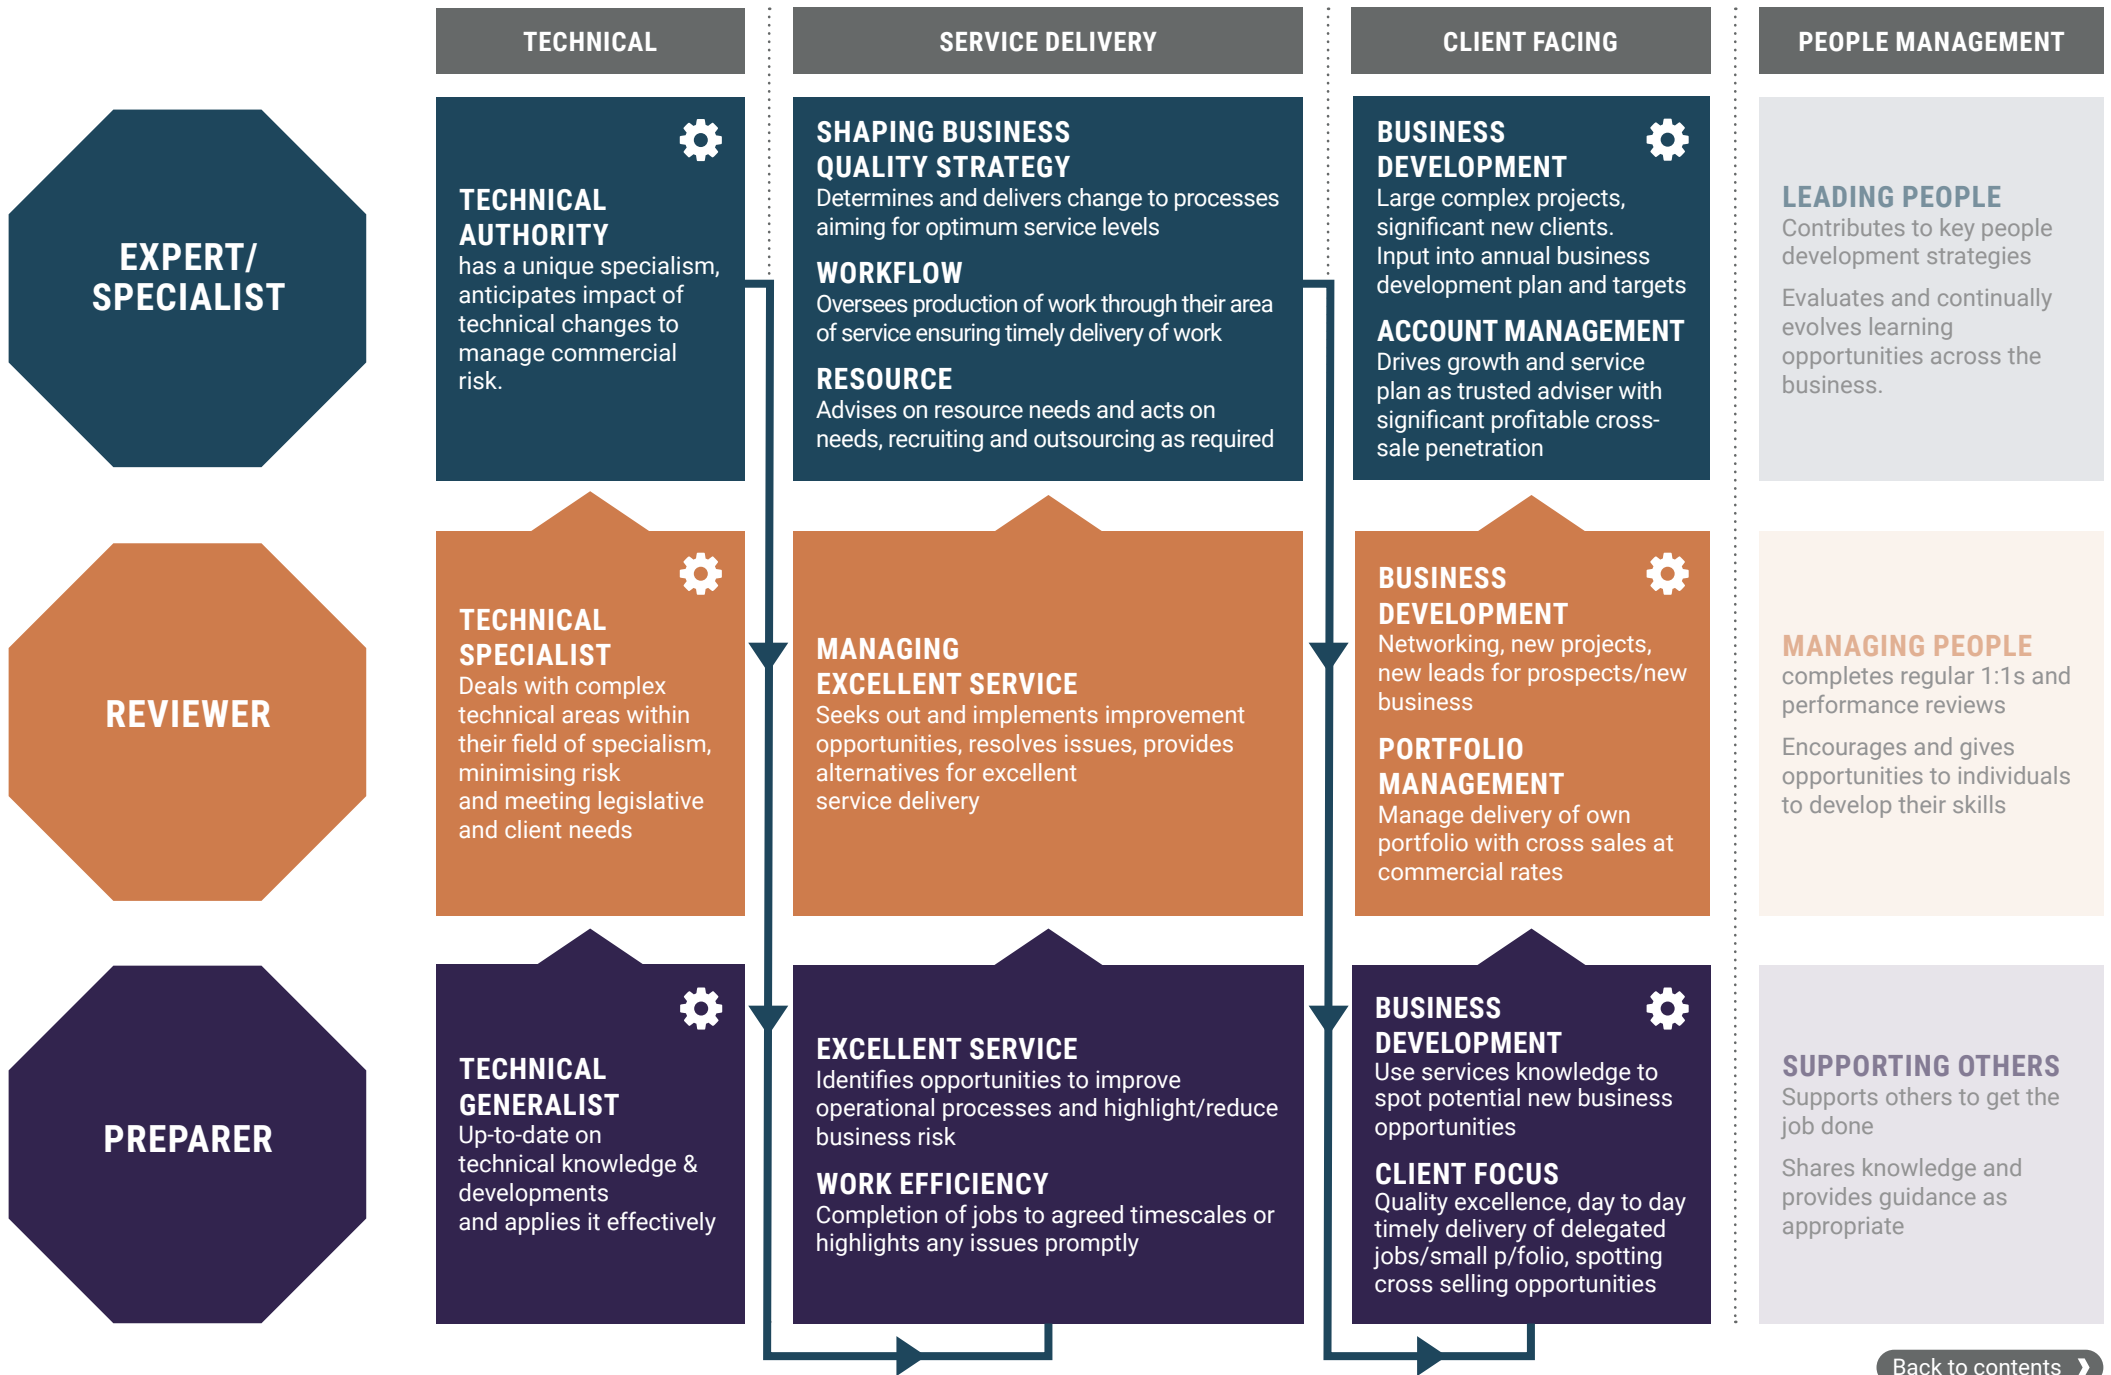 TECHNICAL
SERVICE DELIVERY
CLIENT FACING
PEOPLE MANAGEMENT
EXPERT/
SPECIALIST
TECHNICAL
AUTHORITY
has a unique specialism,
anticipates impact of
technical changes to
manage commercial
risk.
SHAPING BUSINESS
QUALITY STRATEGY
Determines and delivers change to processes
aiming for optimum service levels
WORKFLOW
Oversees production of work through their area
of service ensuring timely delivery of work
RESOURCE
Advises on resource needs and acts on
needs, recruiting and outsourcing as required
BUSINESS
DEVELOPMENT
Large complex projects,
significant new clients.
Input into annual business
development plan and targets
ACCOUNT MANAGEMENT
Drives growth and service
plan as trusted adviser with
significant profitable cross-
sale penetration
LEADING PEOPLE
Contributes to key people
development strategies
Evaluates and continually
evolves learning
opportunities across the
business.
REVIEWER
TECHNICAL
SPECIALIST
Deals with complex
technical areas within
their field of specialism,
minimising risk
and meeting legislative
and client needs
MANAGING
EXCELLENT SERVICE
Seeks out and implements improvement
opportunities, resolves issues, provides
alternatives for excellent
service delivery
BUSINESS
DEVELOPMENT
Networking, new projects,
new leads for prospects/new
business
PORTFOLIO
MANAGEMENT
Manage delivery of own
portfolio with cross sales at
commercial rates
MANAGING PEOPLE
completes regular 1:1s and
performance reviews
Encourages and gives
opportunities to individuals
to develop their skills
PREPARER
TECHNICAL
GENERALIST
Up-to-date on
technical knowledge &
developments
and applies it effectively
EXCELLENT SERVICE
Identifies opportunities to improve
operational processes and highlight/reduce
business risk
WORK EFFICIENCY
Completion of jobs to agreed timescales or
highlights any issues promptly
BUSINESS
DEVELOPMENT
Use services knowledge to
spot potential new business
opportunities
CLIENT FOCUS
Quality excellence, day to day
timely delivery of delegated
jobs/small p/folio, spotting
cross selling opportunities
SUPPORTING OTHERS
Supports others to get the
job done
Shares knowledge and
provides guidance as
appropriate
Back to contents